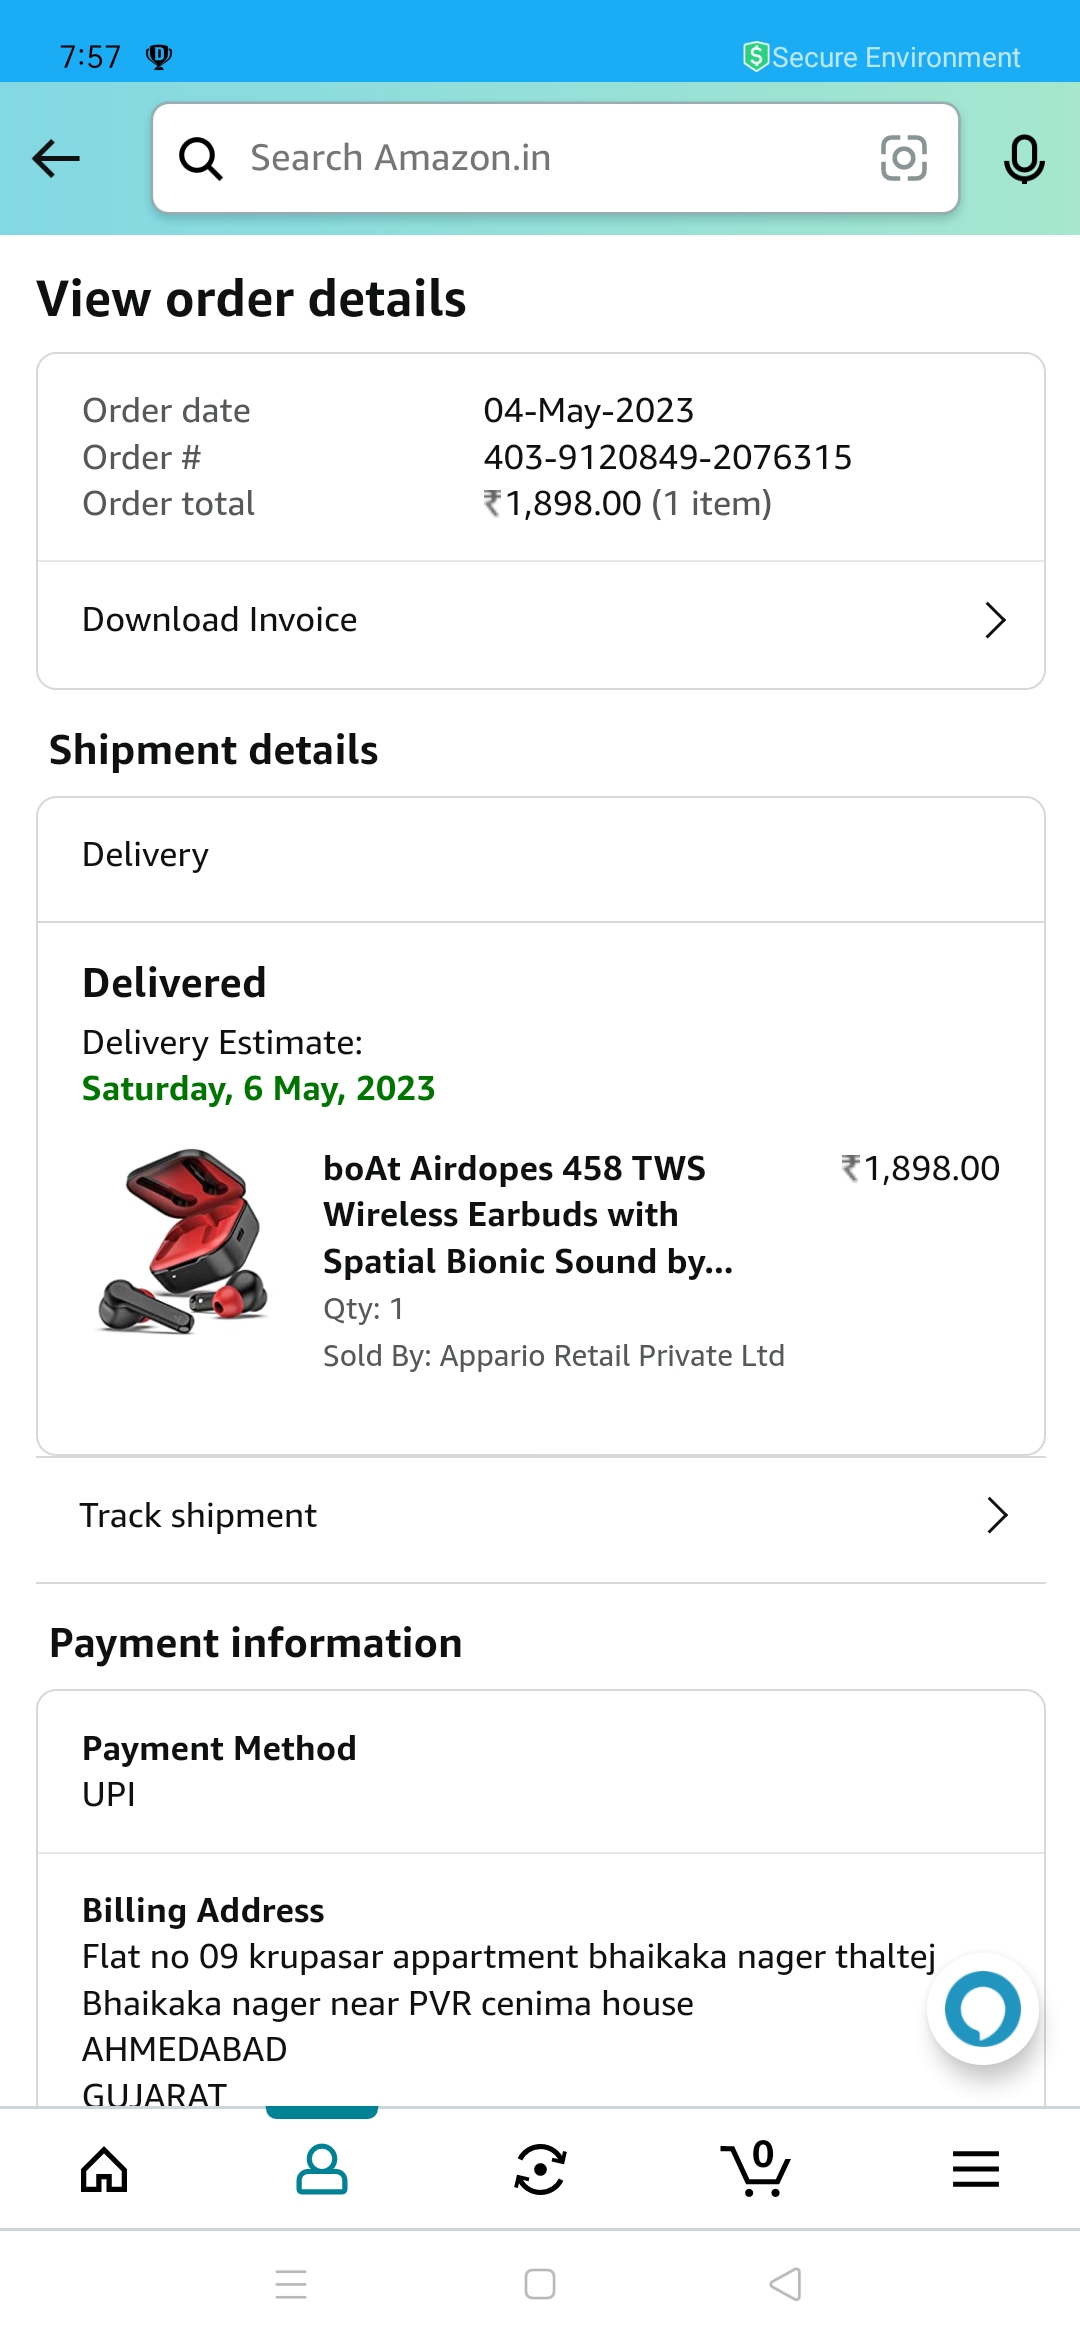 7:57 Secure Environment
Search Amazon.in
View order details
Order date 04-May-2023
Order # 403-9120849-2076315
Order total ₹1,898.00 (1 item)
Download Invoice
Shipment details
Delivery
Delivered
Delivery Estimate:
Saturday, 6 May, 2023
boAt Airdopes 458 TWS ₹1,898.00
Wireless Earbuds with
Spatial Bionic Sound by...
Qty: 1
Sold By: Appario Retail Private Ltd
Track shipment
Payment information
Payment Method
UPI
Billing Address
Flat no 09 krupasar appartment bhaikaka nager thaltej
Bhaikaka nager near PVR cenima house
AHMEDABAD
GUJARAT
0